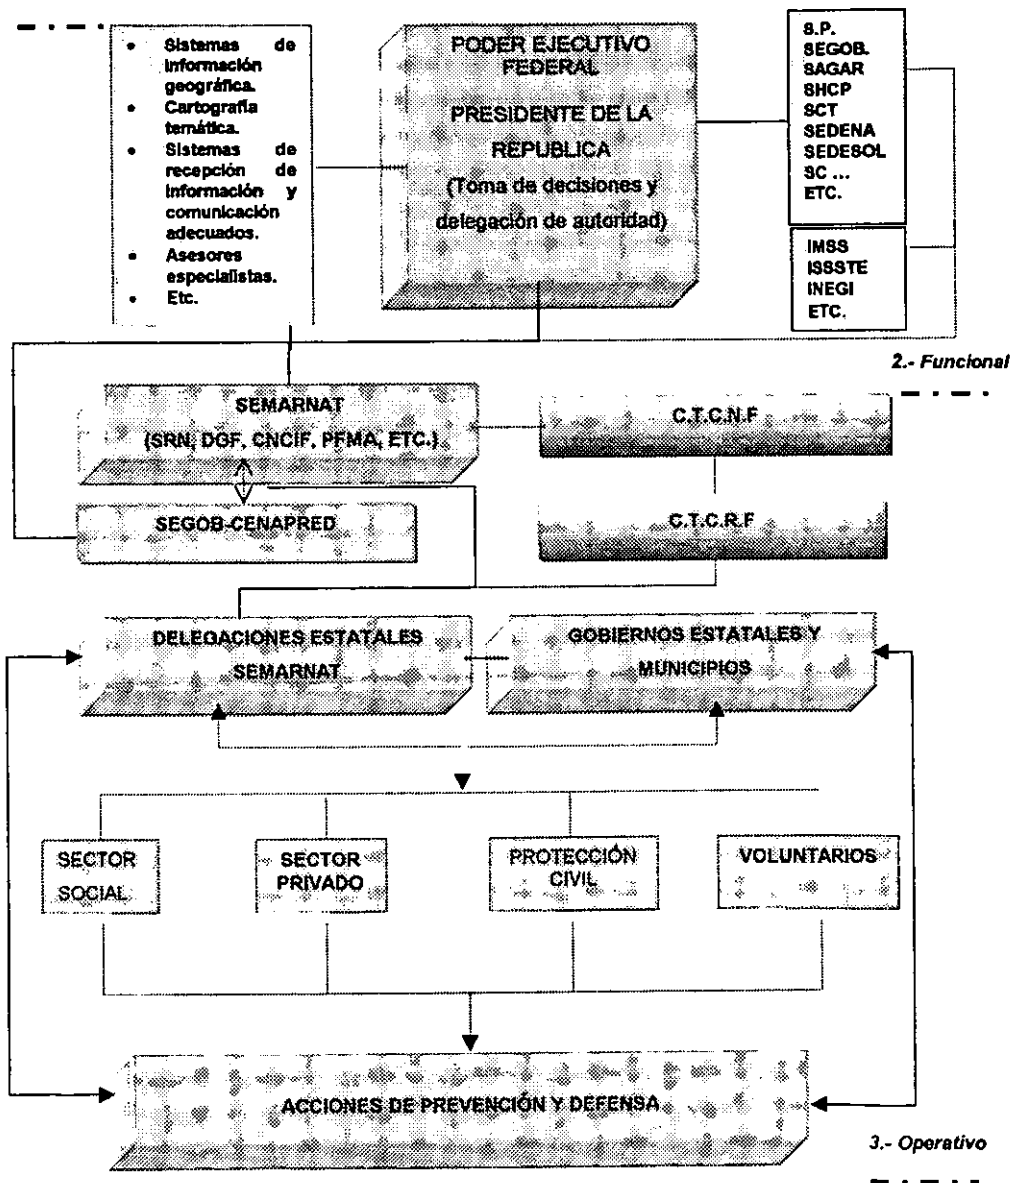 • Sistemas de
información
geográfica.
• Cartografía
temática.
• Sistemas de
recepción de
información y
comunicación
adecuados.
• Asesores
especialistas.
• Etc.
PODER EJECUTIVO
FEDERAL
PRESIDENTE DE LA
REPUBLICA
(Toma de decisiones y
delegación de autoridad)
S.P.
SEGOB.
SAGAR
SHCP
SCT
SEDENA
SEDESOL
SC ...
ETC.
IMSS
ISSSTE
INEGI
ETC.
2.- Funcional
SEMARNAT
(SRN, DGF, CNCIF, PFMA, ETC.)
C.T.C.N.F
SEGOB-CENAPRED
C.T.C.R.F
DELEGACIONES ESTATALES
SEMARNAT
GOBIERNOS ESTATALES Y
MUNICIPIOS
SECTOR
SOCIAL
SECTOR
PRIVADO
PROTECCIÓN
CIVIL
VOLUNTARIOS
ACCIONES DE PREVENCIÓN Y DEFENSA
3.- Operativo